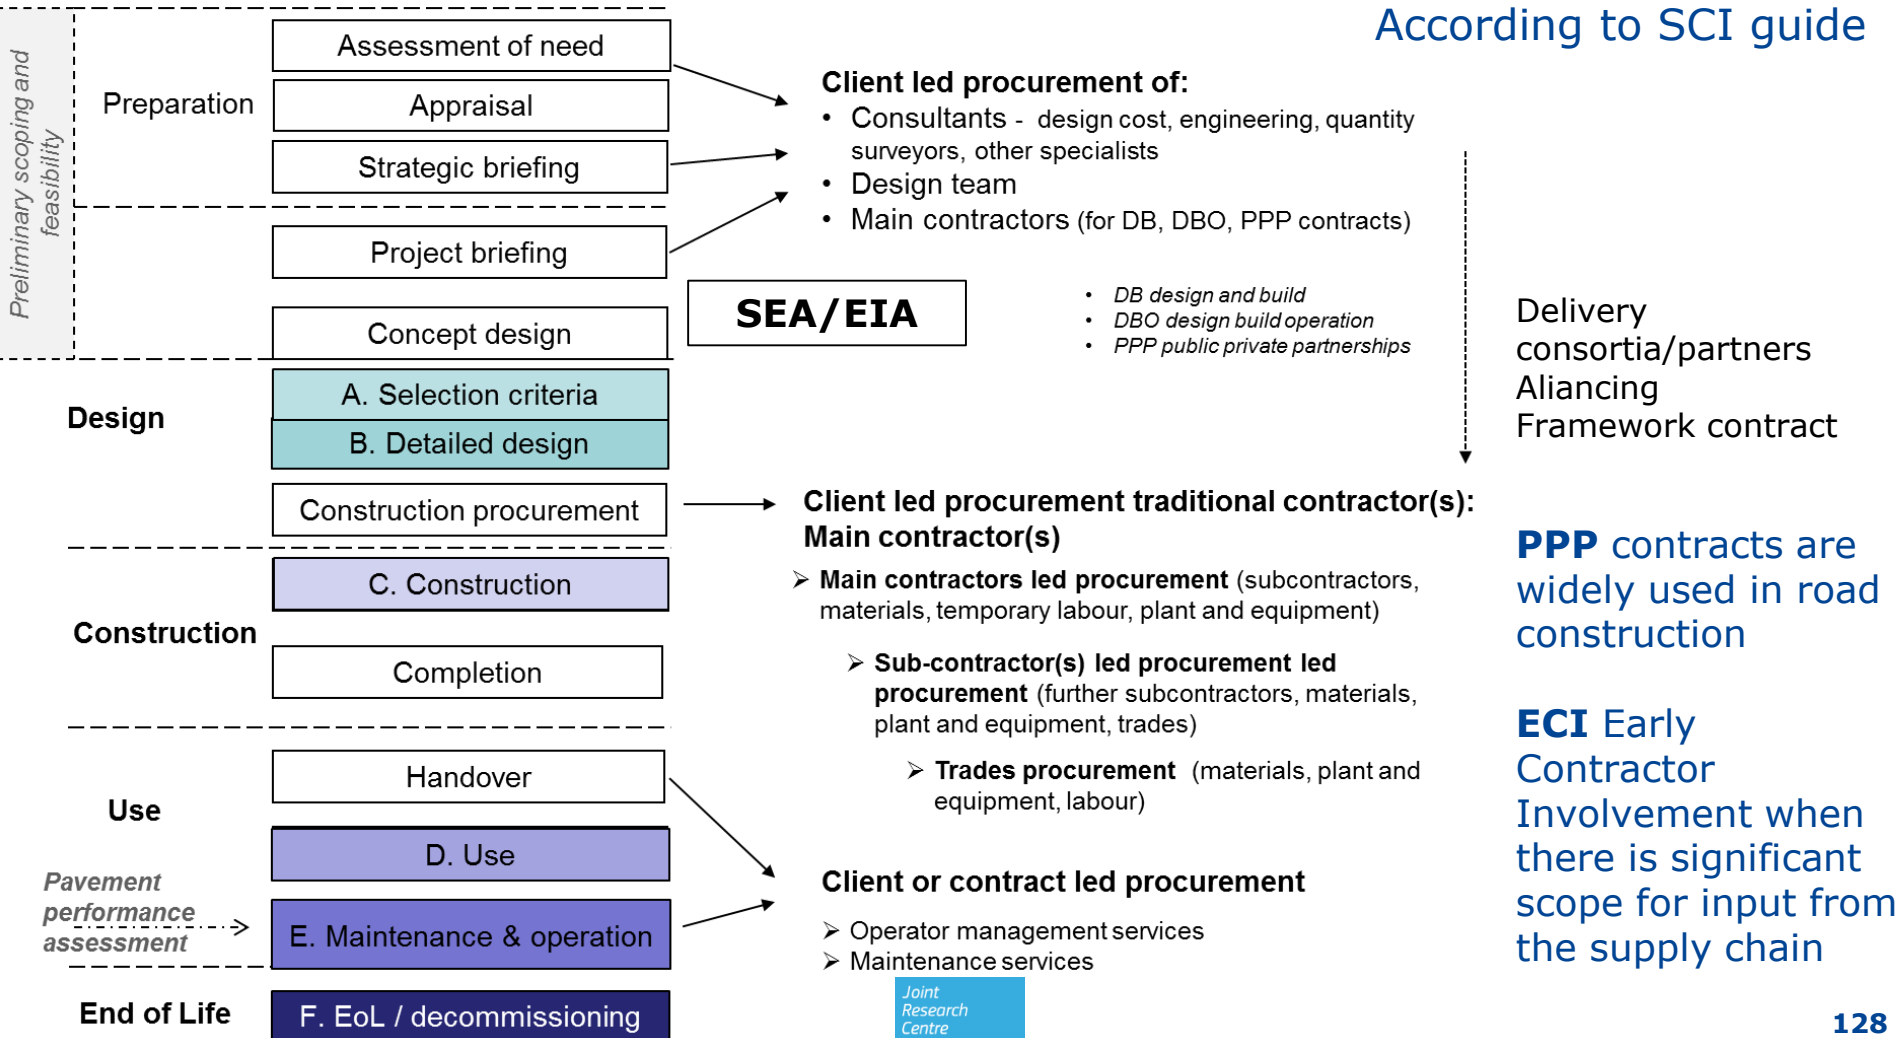 According to SCI guide
Preliminary scoping and
feasibility
Preparation
Assessment of need
Appraisal
Strategic briefing
Project briefing
Concept design
Client led procurement of:
• Consultants - design cost, engineering, quantity
surveyors, other specialists
• Design team
• Main contractors (for DB, DBO, PPP contracts)
SEA/EIA
• DB design and build
• DBO design build operation
• PPP public private partnerships
Delivery
consortia/partners
Aliancing
Framework contract
Design
A. Selection criteria
B. Detailed design
Construction procurement
Client led procurement traditional contractor(s):
Main contractor(s)
➢ Main contractors led procurement (subcontractors,
materials, temporary labour, plant and equipment)
➢ Sub-contractor(s) led procurement led
procurement (further subcontractors, materials,
plant and equipment, trades)
➢ Trades procurement (materials, plant and
equipment, labour)
PPP contracts are
widely used in road
construction
ECI Early
Contractor
Involvement when
there is significant
scope for input from
the supply chain
Construction
C. Construction
Completion
Use
Handover
D. Use
Pavement
performance
assessment
E. Maintenance & operation
Client or contract led procurement
➢ Operator management services
➢ Maintenance services
End of Life
F. EoL / decommissioning
Joint
Research
Centre
128